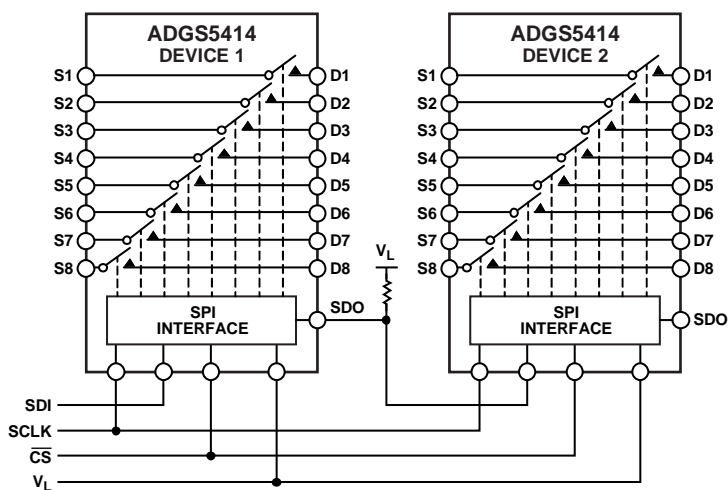 ADGS5414
DEVICE 1
S1
S2
S3
S4
S5
S6
S7
S8
D1
D2
D3
D4
D5
D6
D7
D8
SPI
INTERFACE
SDO
VL
ADGS5414
DEVICE 2
S1
S2
S3
S4
S5
S6
S7
S8
D1
D2
D3
D4
D5
D6
D7
D8
SPI
INTERFACE
SDO
SDI
SCLK
CS
VL